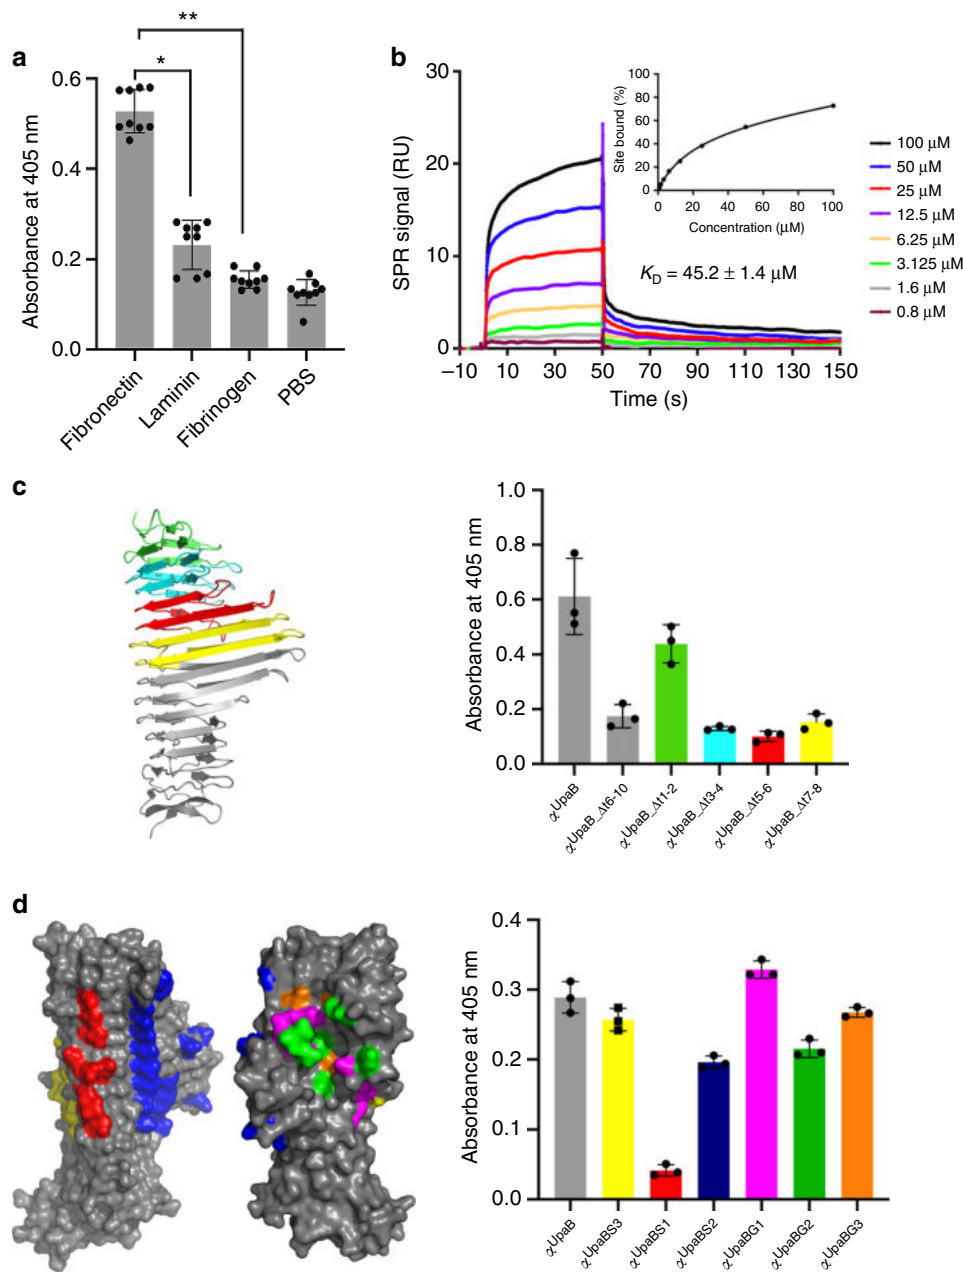 a
**
*
Absorbance at 405 nm
0.6
0.4
0.2
0.0
Fibronectin
Laminin
Fibrinogen
PBS
b
SPR signal (RU)
30
20
10
0
–10
10
30
50
70
90
110
130
150
Time (s)
Site bound (%)
100
80
60
40
20
0
0
20
40
60
80
100
Concentration (μM)
K_D = 45.2 ± 1.4 μM
100 μM
50 μM
25 μM
12.5 μM
6.25 μM
3.125 μM
1.6 μM
0.8 μM
c
Absorbance at 405 nm
1.0
0.8
0.6
0.4
0.2
0.0
αUpaB
αUpaB_Δt6-10
αUpaB_Δt1-2
αUpaB_Δt3-4
αUpaB_Δt5-6
αUpaB_Δt7-8
d
Absorbance at 405 nm
0.4
0.3
0.2
0.1
0.0
αUpaB
αUpaBS3
αUpaBS1
αUpaBS2
αUpaBG1
αUpaBG2
αUpaBG3